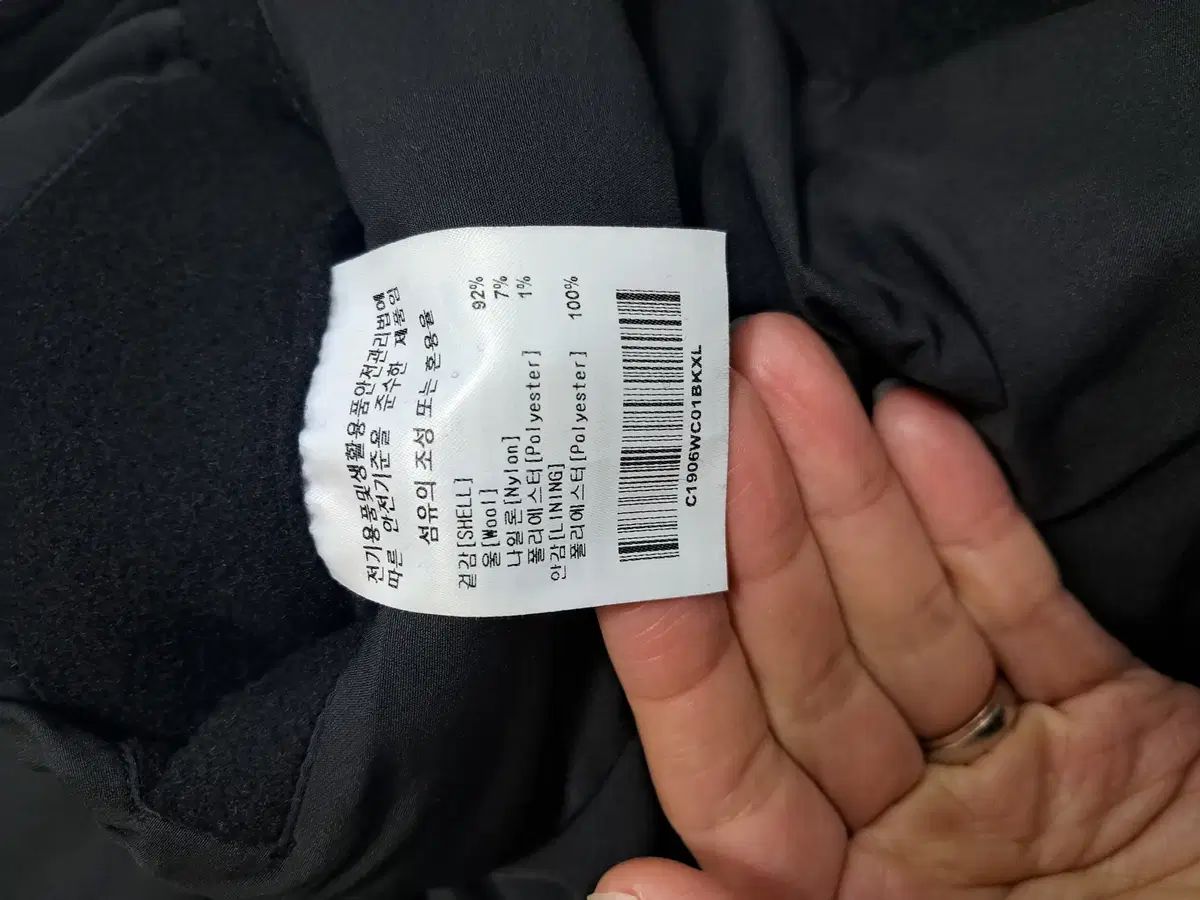 전기용품및생활용품안전관리법에
따른 안전기준을 준수한 제품임
섬유의 조성 또는 혼용율
겉감[SHELL]
울[Wool] 92%
나일론[Nylon] 7%
폴리에스터[Polyester] 1%
안감[LINING]
폴리에스터[Polyester] 100%
C1906WC01BKXL